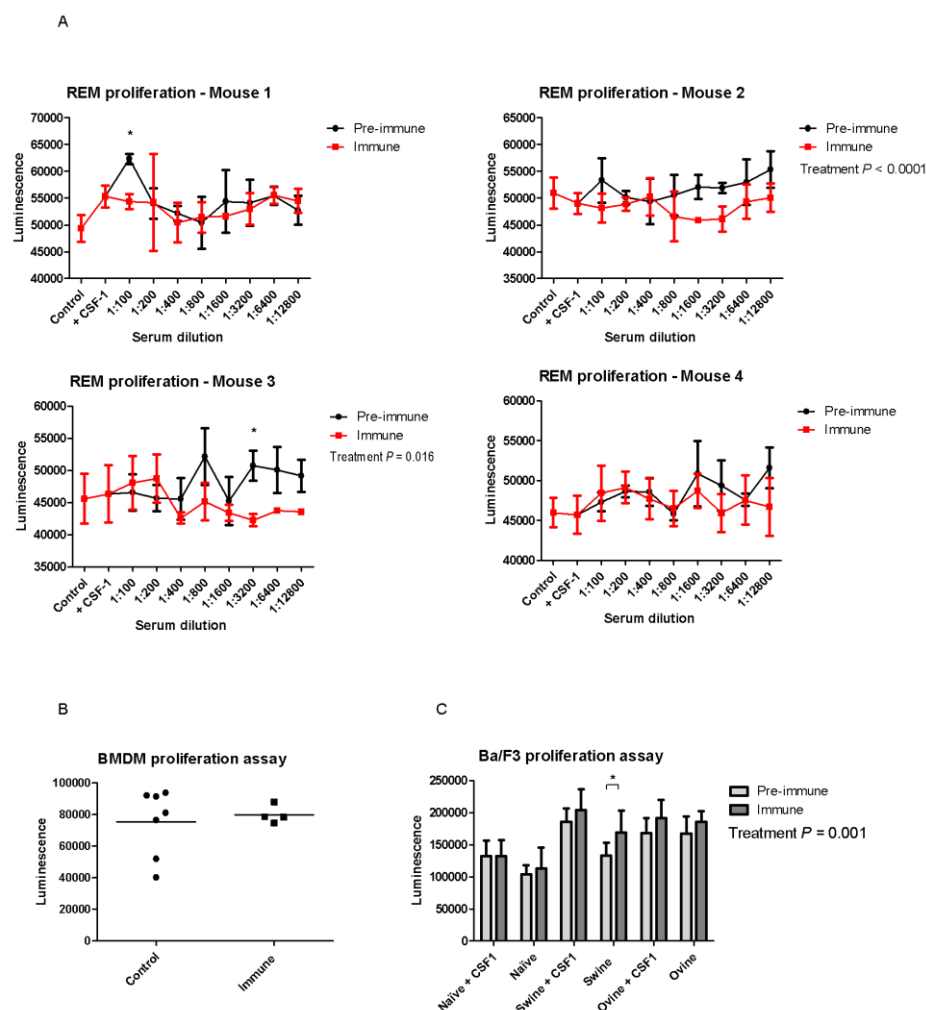 A
REM proliferation - Mouse 1
70000
65000
60000
55000
50000
45000
40000
Luminescence
*
Pre-immune
Immune
Control
+ CSF-1
1:100
1:200
1:400
1:800
1:1600
1:3200
1:6400
1:12800
Serum dilution
REM proliferation - Mouse 2
65000
60000
55000
50000
45000
40000
35000
Luminescence
Pre-immune
Immune
Treatment P < 0.0001
Control
+ CSF-1
1:100
1:200
1:400
1:800
1:1600
1:3200
1:6400
1:12800
Serum dilution
REM proliferation - Mouse 3
60000
55000
50000
45000
40000
35000
Luminescence
*
Pre-immune
Immune
Treatment P = 0.016
Control
+ CSF-1
1:100
1:200
1:400
1:800
1:1600
1:3200
1:6400
1:12800
Serum dilution
REM proliferation - Mouse 4
60000
55000
50000
45000
40000
Luminescence
Pre-immune
Immune
Control
+ CSF-1
1:100
1:200
1:400
1:800
1:1600
1:3200
1:6400
1:12800
Serum dilution
B
BMDM proliferation assay
100000
80000
60000
40000
20000
0
Luminescence
Control
Immune
C
Ba/F3 proliferation assay
250000
200000
150000
100000
50000
0
Luminescence
*
Pre-immune
Immune
Treatment P = 0.001
Naïve + CSF1
Naïve
Swine + CSF1
Swine
Ovine + CSF1
Ovine